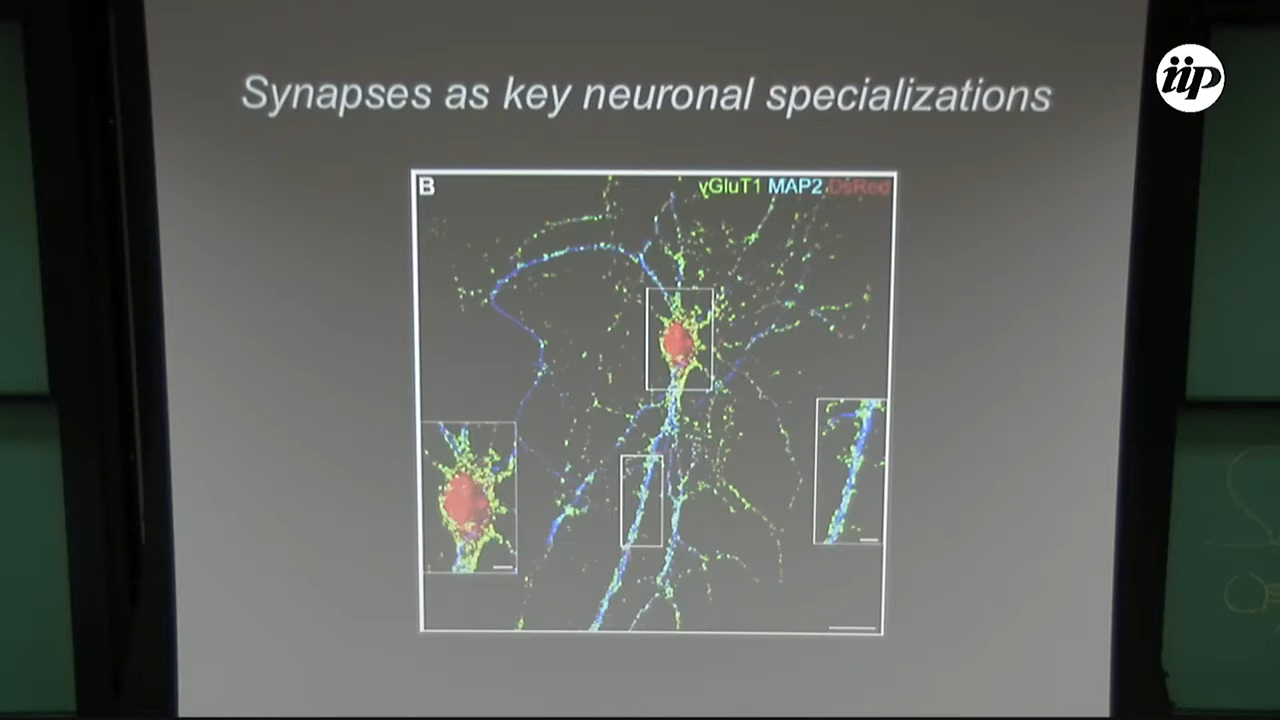 Synapses as key neuronal specializations
iip
B
vGluT1 MAP2 DsRed